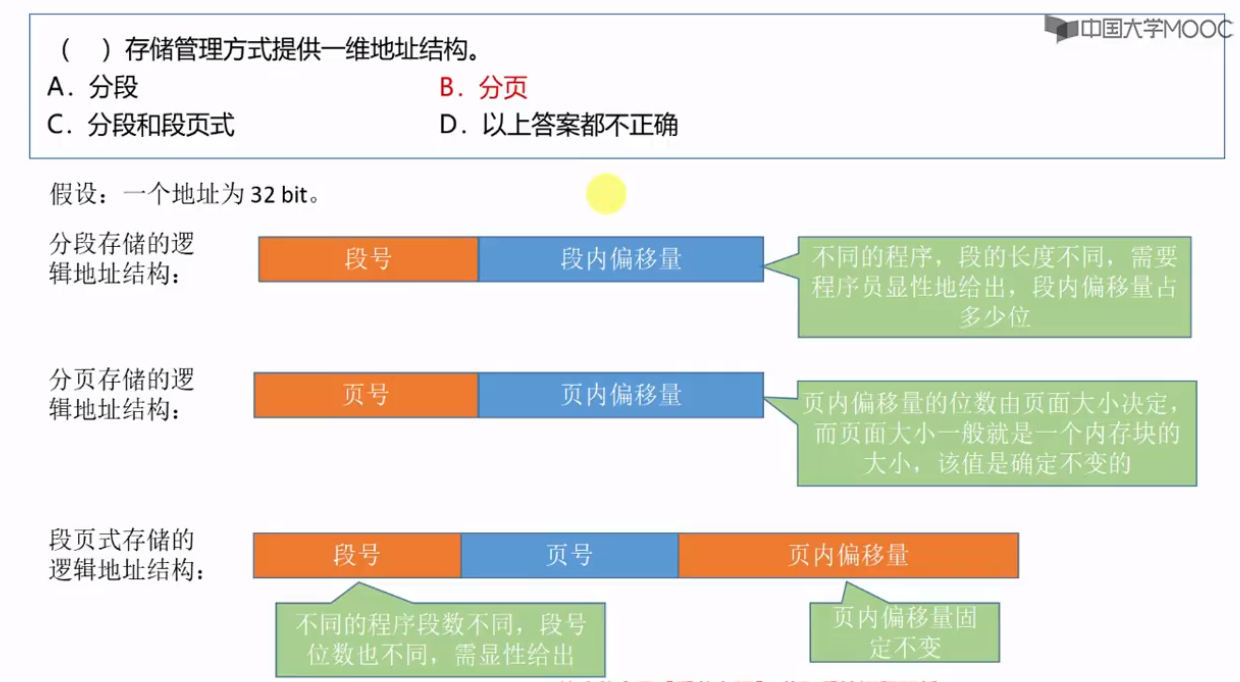 中国大学MOOC
（ ）存储管理方式提供一维地址结构。
A．分段 B．分页
C．分段和段页式 D．以上答案都不正确
假设：一个地址为 32 bit。
分段存储的逻
辑地址结构：
段号 段内偏移量
不同的程序，段的长度不同，需要
程序员显性地给出，段内偏移量占
多少位
分页存储的逻
辑地址结构：
页号 页内偏移量
页内偏移量的位数由页面大小决定，
而页面大小一般就是一个内存块的
大小，该值是确定不变的
段页式存储的
逻辑地址结构：
段号 页号 页内偏移量
不同的程序段数不同，段号
位数也不同，需显性给出
页内偏移量固
定不变